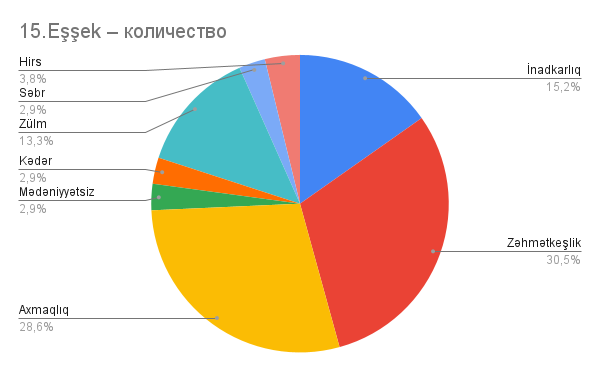 15.Eşşek – количество
Hirs
3,8%
Səbr
2,9%
Zülm
13,3%
Kədər
2,9%
Mədəniyyətsiz
2,9%
Axmaqlıq
28,6%
İnadkarlıq
15,2%
Zəhmətkeşlik
30,5%